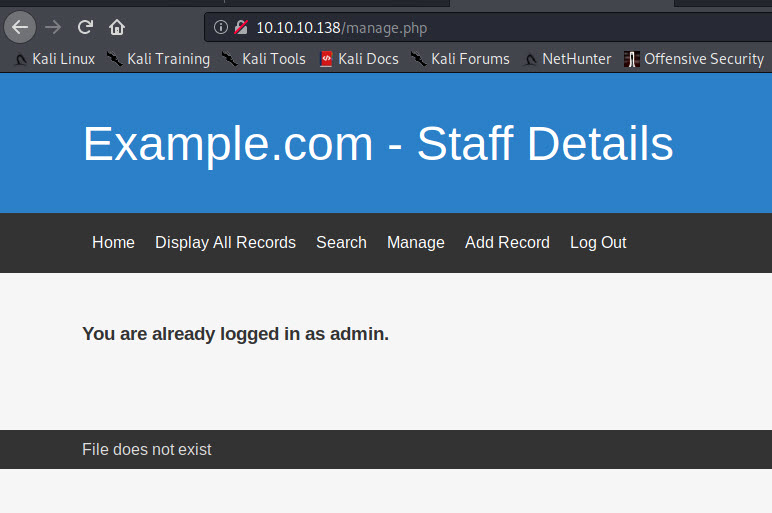 10.10.10.138/manage.php
Kali Linux Kali Training Kali Tools Kali Docs Kali Forums NetHunter Offensive Security
Example.com - Staff Details
Home Display All Records Search Manage Add Record Log Out
You are already logged in as admin.
File does not exist